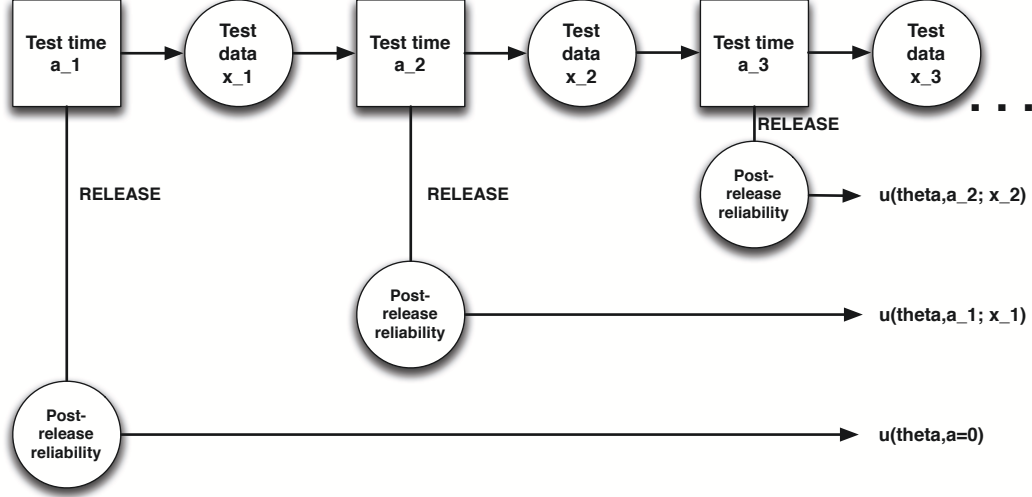 Test time
a_1
Test
data
x_1
Test time
a_2
Test
data
x_2
Test time
a_3
Test
data
x_3
. . .
RELEASE
RELEASE
RELEASE
Post-
release
reliability
u(theta,a_2; x_2)
Post-
release
reliability
u(theta,a_1; x_1)
Post-
release
reliability
u(theta,a=0)